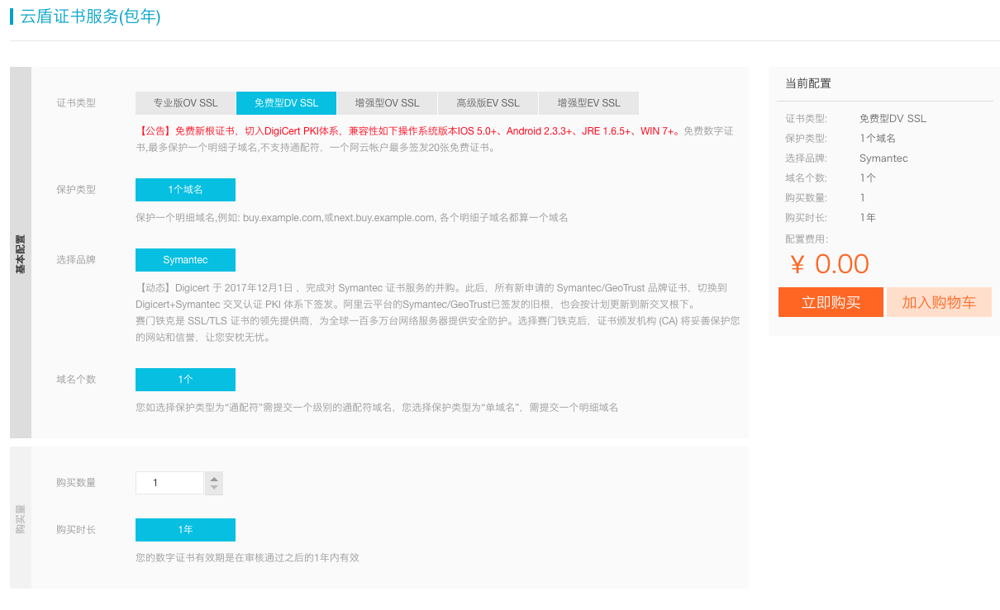 云盾证书服务(包年)
基本配置
证书类型
专业版OV SSL
免费型DV SSL
增强型OV SSL
高级版EV SSL
增强型EV SSL
【公告】免费新根证书，切入DigiCert PKI体系，兼容性如下操作系统版本IOS 5.0+、Android 2.3.3+、JRE 1.6.5+、WIN 7+。免费数字证
书,最多保护一个明细子域名,不支持通配符，一个阿云帐户最多签发20张免费证书。
保护类型
1个域名
保护一个明细域名,例如: buy.example.com,或next.buy.example.com, 各个明细子域名都算一个域名
选择品牌
Symantec
【动态】Digicert 于 2017年12月1日 ，完成对 Symantec 证书服务的并购。此后，所有新申请的 Symantec/GeoTrust 品牌证书，切换到
Digicert+Symantec 交叉认证 PKI 体系下签发。阿里云平台的Symantec/GeoTrust已签发的旧根，也会按计划更新到新交叉根下。
赛门铁克是 SSL/TLS 证书的领先提供商，为全球一百多万台网络服务器提供安全防护。选择赛门铁克后，证书颁发机构 (CA) 将妥善保护您
的网站和信誉，让您安枕无忧。
域名个数
1个
您如选择保护类型为“通配符”需提交一个级别的通配符域名，您选择保护类型为“单域名”，需提交一个明细域名
购买量
购买数量
1
购买时长
1年
您的数字证书有效期是在审核通过之后的1年内有效
当前配置
证书类型: 免费型DV SSL
保护类型: 1个域名
选择品牌: Symantec
域名个数: 1个
购买数量: 1
购买时长: 1年
配置费用:
¥ 0.00
立即购买
加入购物车